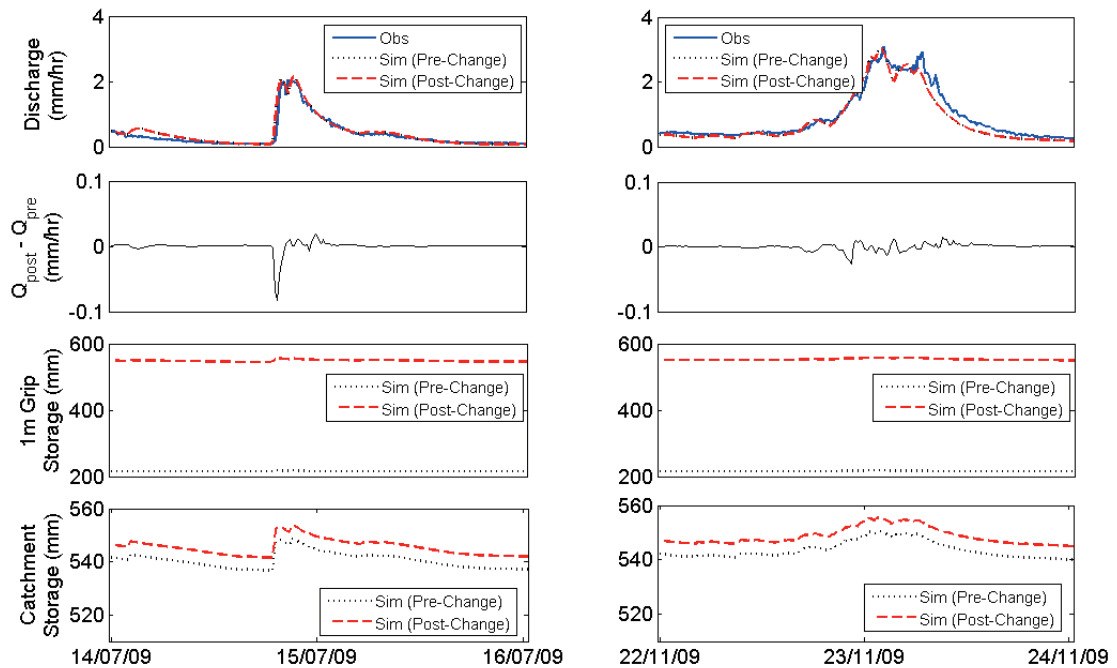 Discharge
(mm/hr)
4
2
0
Obs
Sim (Pre-Change)
Sim (Post-Change)
4
2
0
Obs
Sim (Pre-Change)
Sim (Post-Change)
Qpost - Qpre
(mm/hr)
0.1
0
-0.1
0.1
0
-0.1
1m Grip
Storage (mm)
600
400
200
Sim (Pre-Change)
Sim (Post-Change)
600
400
200
Sim (Pre-Change)
Sim (Post-Change)
Catchment
Storage (mm)
560
540
520
Sim (Pre-Change)
Sim (Post-Change)
14/07/09
15/07/09
16/07/09
560
540
520
Sim (Pre-Change)
Sim (Post-Change)
22/11/09
23/11/09
24/11/09